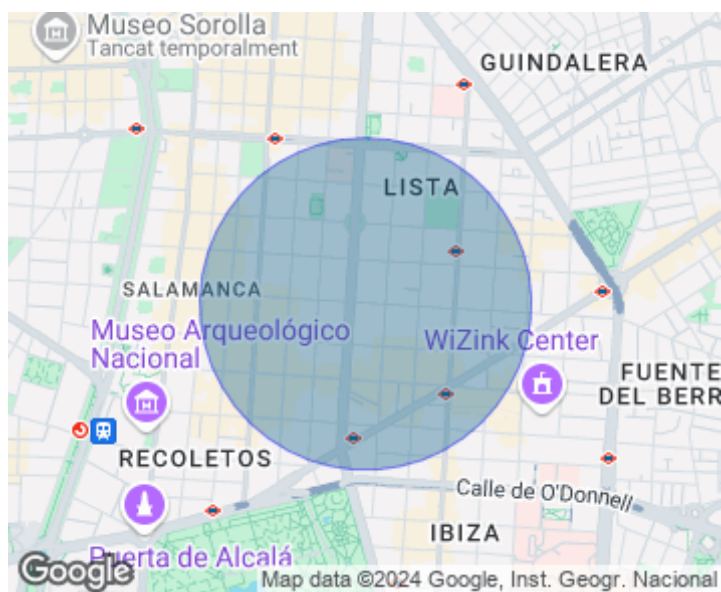 Museo Sorolla
Tancat temporalment
GUINDALERA
LISTA
SALAMANCA
Museo Arqueológico
Nacional
WiZink Center
FUENTE
DEL BERR
RECOLETOS
Calle de O'Donnell
IBIZA
Puerta de Alcalá
Google
Map data ©2024 Google, Inst. Geogr. Nacional